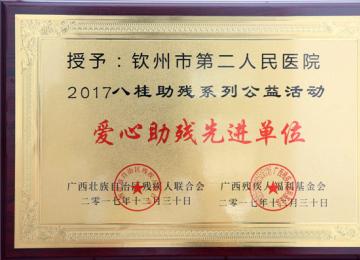 授予：钦州市第二人民医院
2017八桂助残系列公益活动
爱心助残先进单位
广西壮族自治区残疾人联合会
广西残疾人福利基金会
二〇一七年十二月三十日
二〇一七年十二月三十日